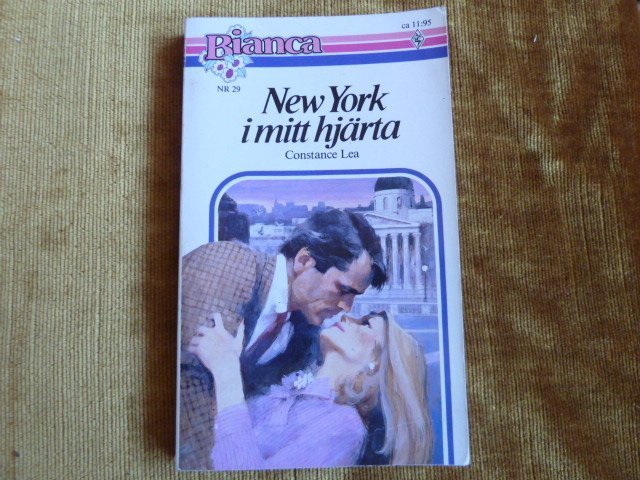 Bianca
ca 11:95
NR 29
New York
i mitt hjärta
Constance Lea